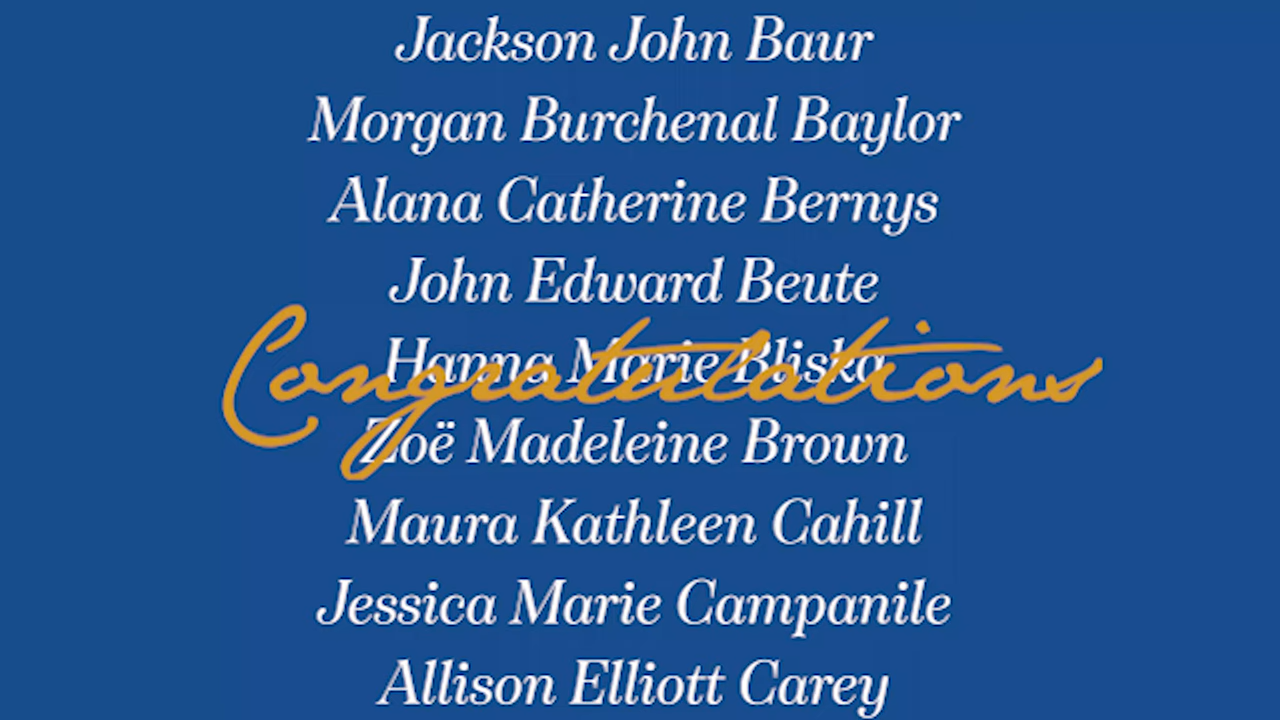 Jackson John Baur
Morgan Burchenal Baylor
Alana Catherine Bernys
John Edward Beute
Hanna Marie Bliska
Congratulations
Zoë Madeleine Brown
Maura Kathleen Cahill
Jessica Marie Campanile
Allison Elliott Carey